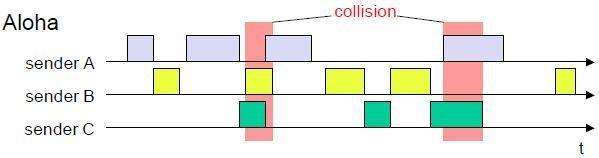 collision
Aloha
sender A
sender B
sender C
t